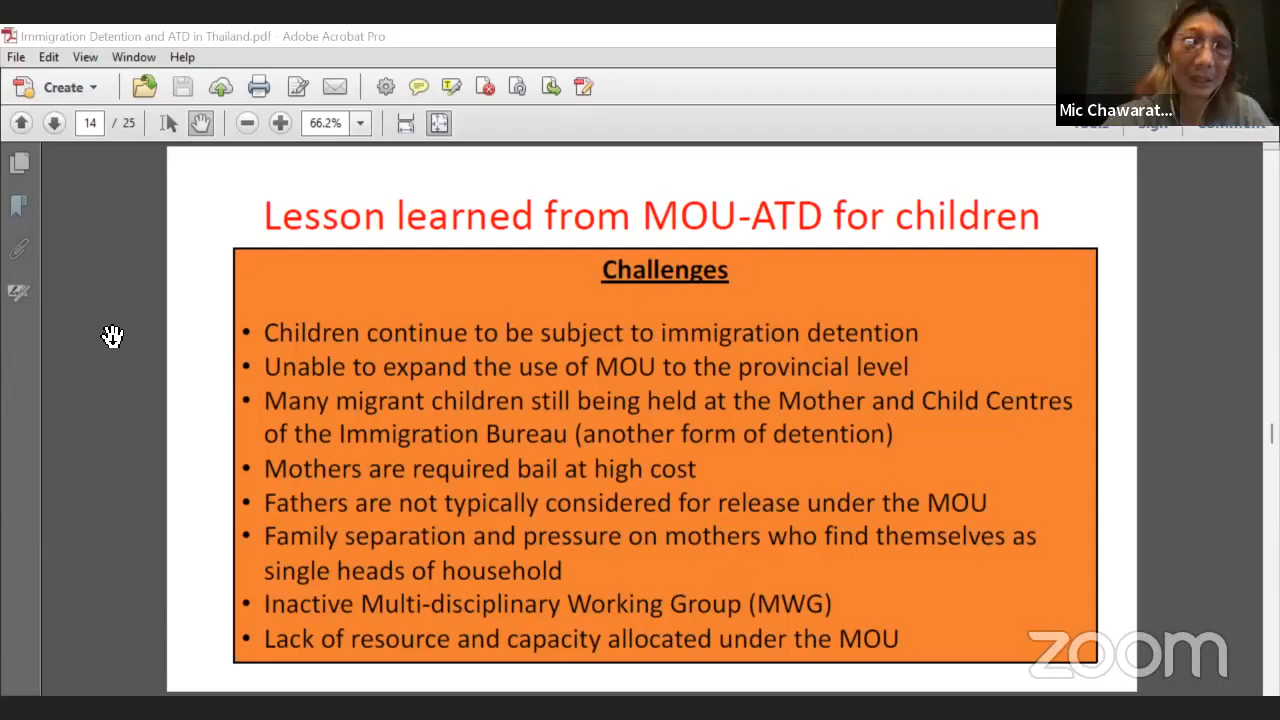 Immigration Detention and ATD in Thailand.pdf - Adobe Acrobat Pro
File Edit View Window Help
Create
14 / 25 66.2%
Mic Chawarat...
Lesson learned from MOU-ATD for children
Challenges
• Children continue to be subject to immigration detention
• Unable to expand the use of MOU to the provincial level
• Many migrant children still being held at the Mother and Child Centres
of the Immigration Bureau (another form of detention)
• Mothers are required bail at high cost
• Fathers are not typically considered for release under the MOU
• Family separation and pressure on mothers who find themselves as
single heads of household
• Inactive Multi-disciplinary Working Group (MWG)
• Lack of resource and capacity allocated under the MOU
zoom